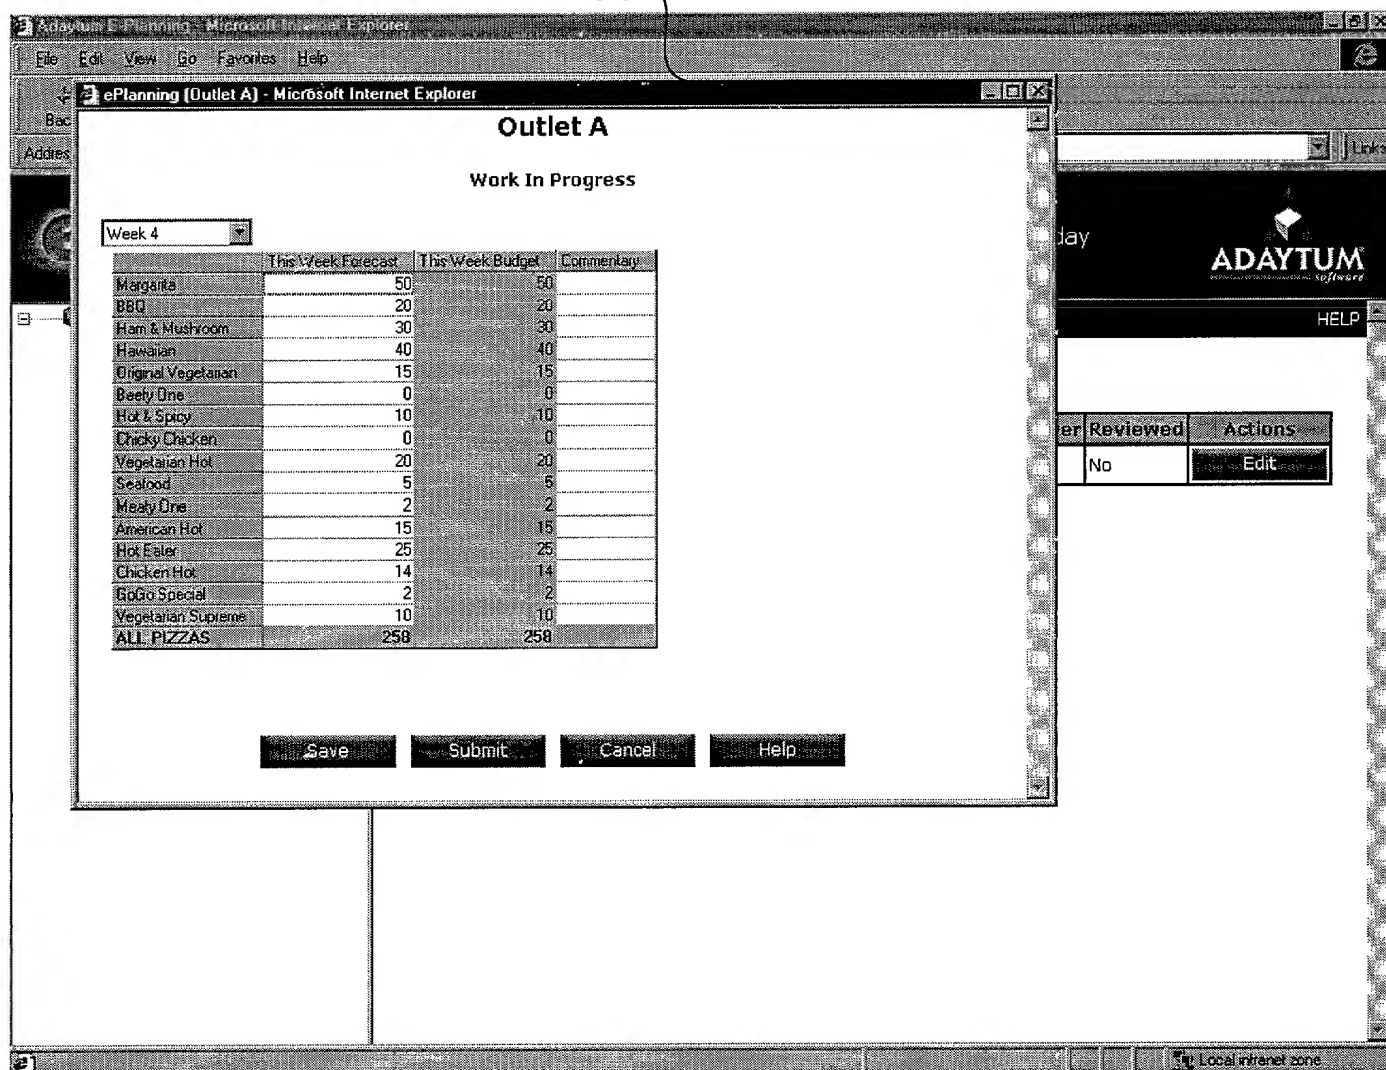 Adaytum E-Planning - Microsoft Internet Explorer
File Edit View Go Favorites Help
ePlanning (Outlet A) - Microsoft Internet Explorer
Bac
Addres
Links
Outlet A
Work In Progress
day
ADAYTUM
software
HELP
Week 4
This Week Forecast This Week Budget Commentary
Margarita 50 50
BBQ 20 20
Ham & Mushroom 30 30
Hawaiian 40 40
Original Vegetarian 15 15
Beefy One 0 0
Hot & Spicy 10 10
Chicky Chicken 0 0
Vegetarian Hot 20 20
Seafood 5 5
Meaty One 2 2
American Hot 15 15
Hot Eater 25 25
Chicken Hot 14 14
GoGo Special 2 2
Vegetarian Supreme 10 10
ALL PIZZAS 258 258
er Reviewed Actions
No Edit
Save Submit Cancel Help
Local intranet zone